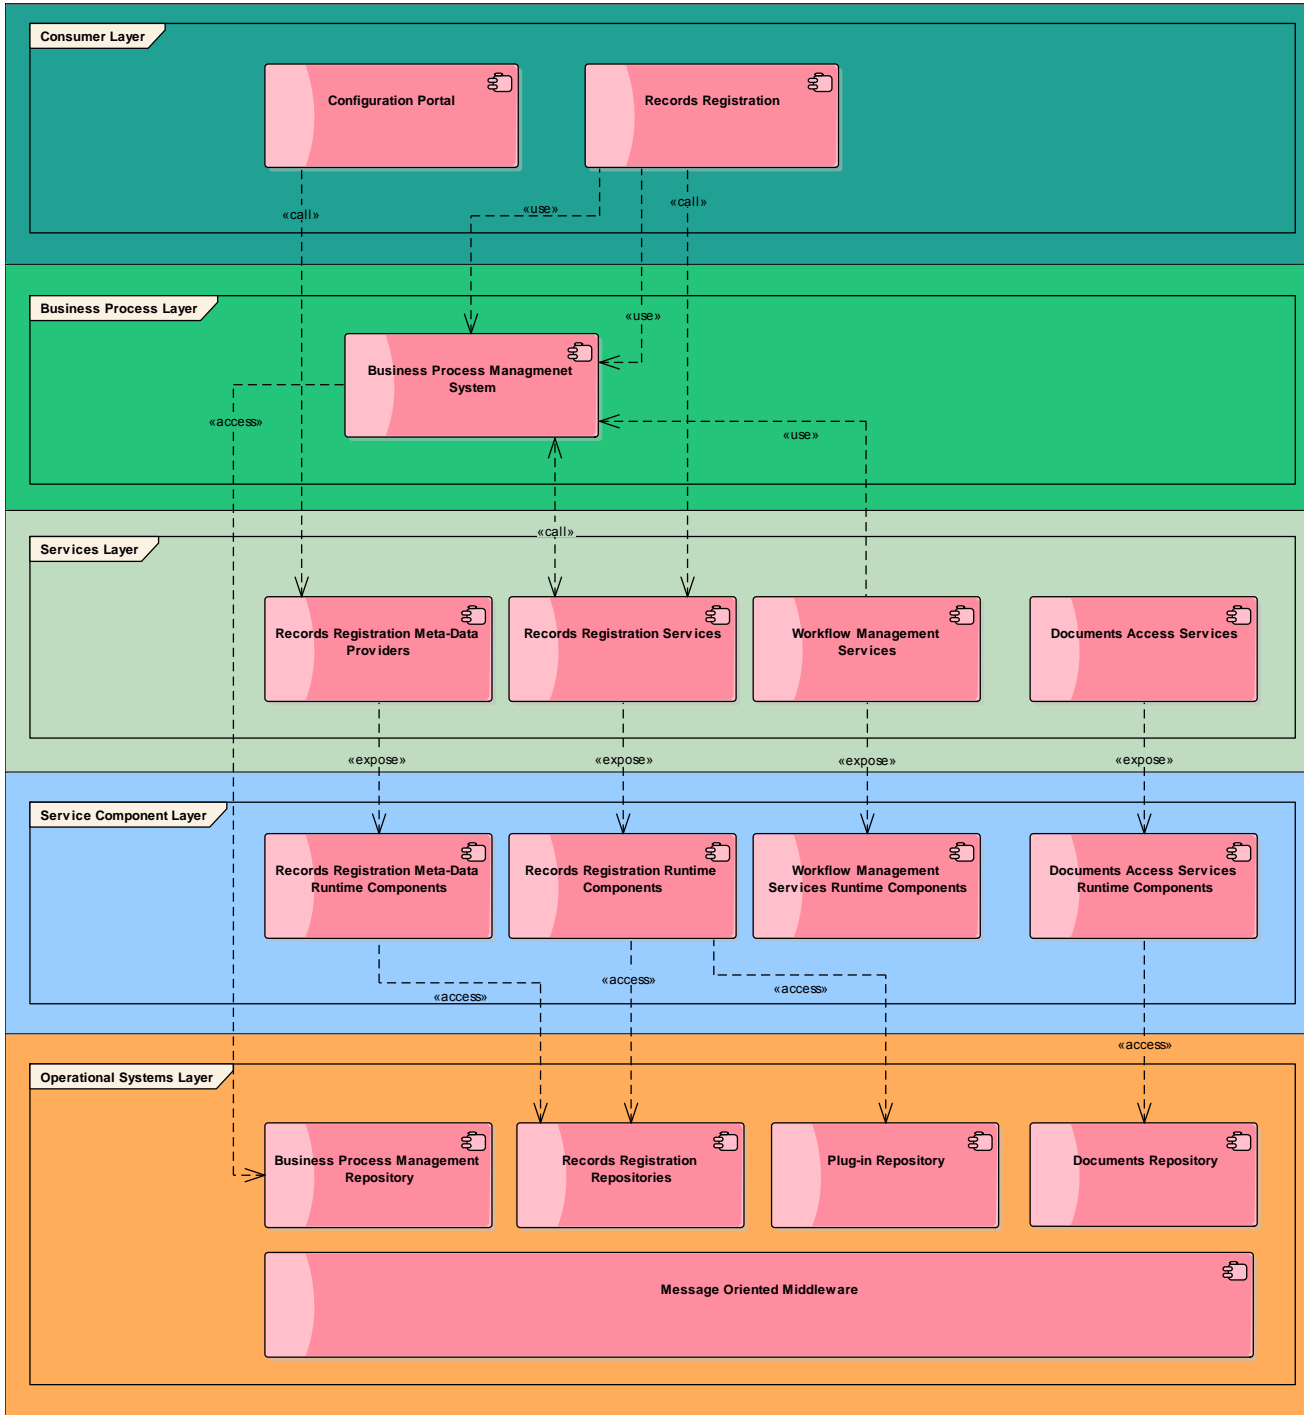 Consumer Layer
Configuration Portal
Records Registration
«call»
«use»
«call»
Business Process Layer
«use»
Business Process Managmenet
System
«access»
«use»
«call»
Services Layer
Records Registration Meta-Data
Providers
Records Registration Services
Workflow Management
Services
Documents Access Services
«expose»
«expose»
«expose»
«expose»
Service Component Layer
Records Registration Meta-Data
Runtime Components
Records Registration Runtime
Components
Workflow Management
Services Runtime Components
Documents Access Services
Runtime Components
«access»
«access»
«access»
«access»
Operational Systems Layer
Business Process Management
Repository
Records Registration
Repositories
Plug-in Repository
Documents Repository
Message Oriented Middleware